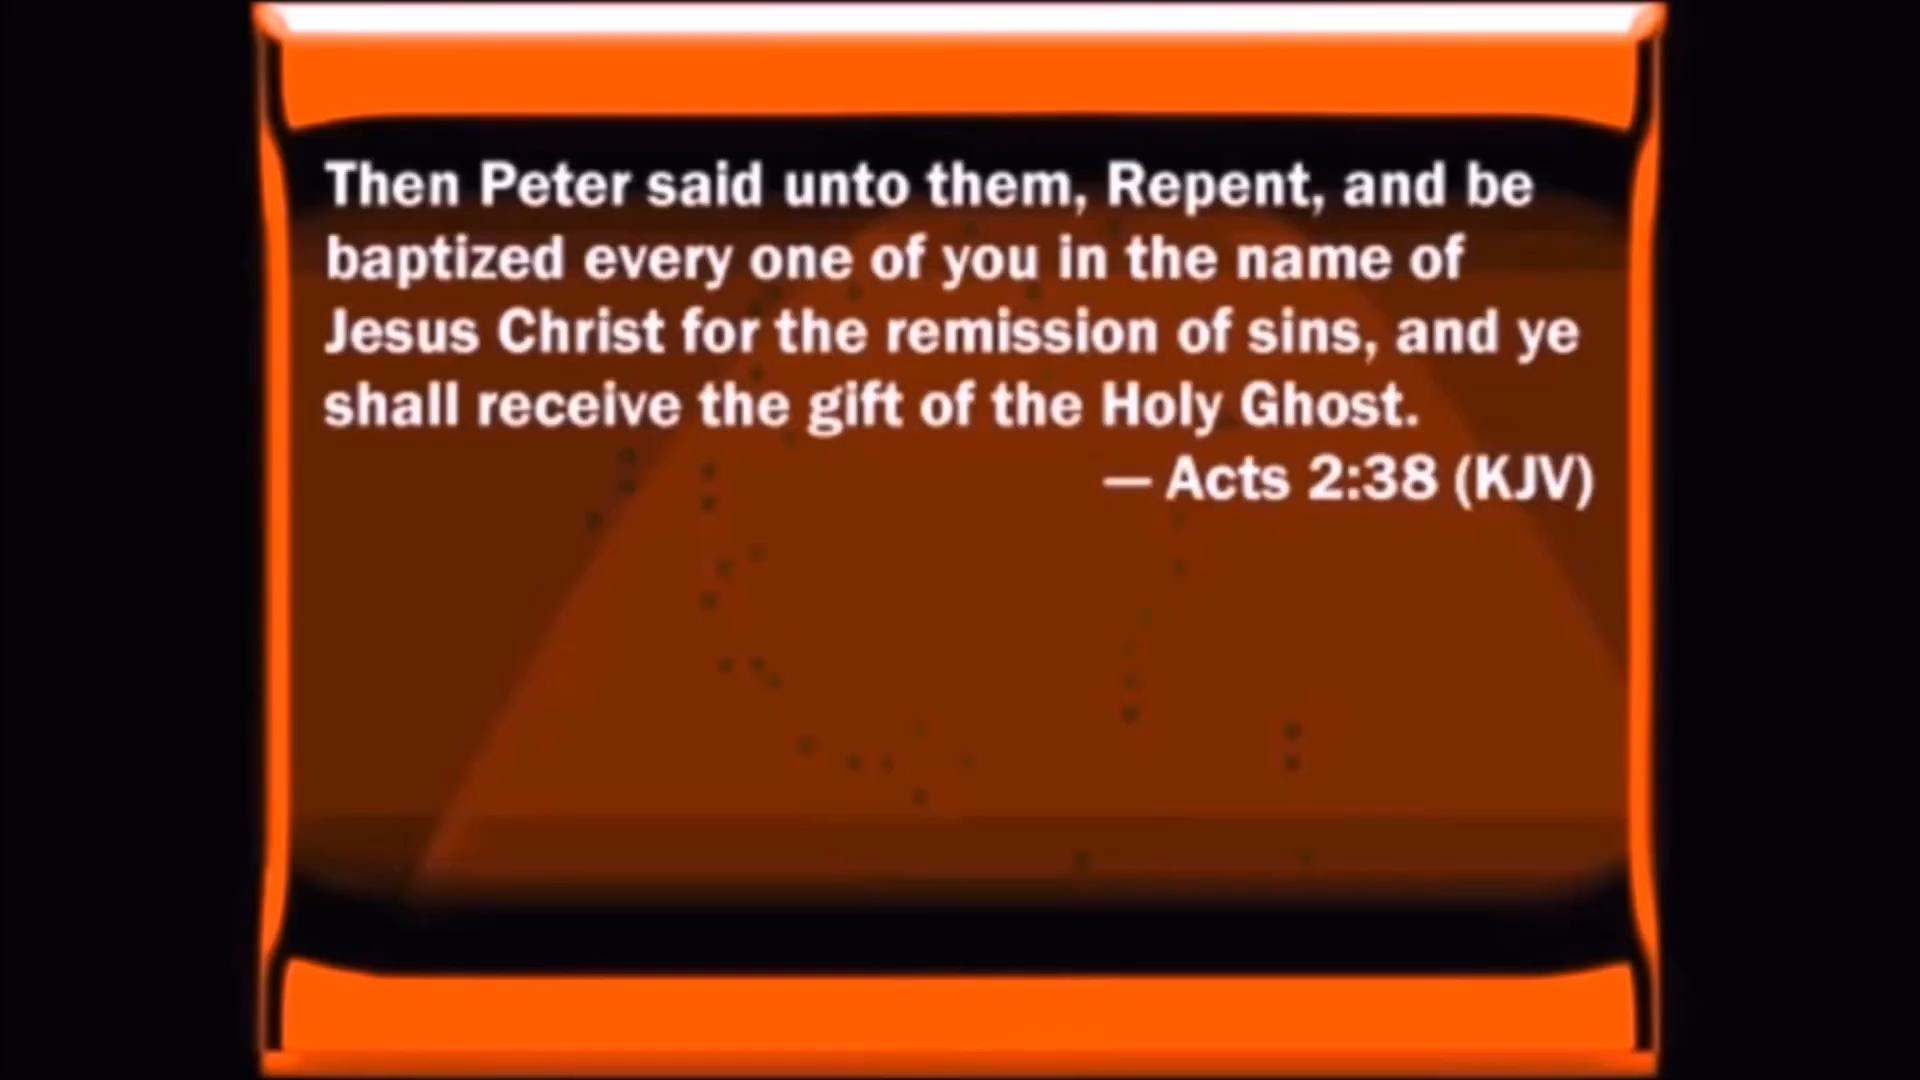 Then Peter said unto them, Repent, and be
baptized every one of you in the name of
Jesus Christ for the remission of sins, and ye
shall receive the gift of the Holy Ghost.
— Acts 2:38 (KJV)